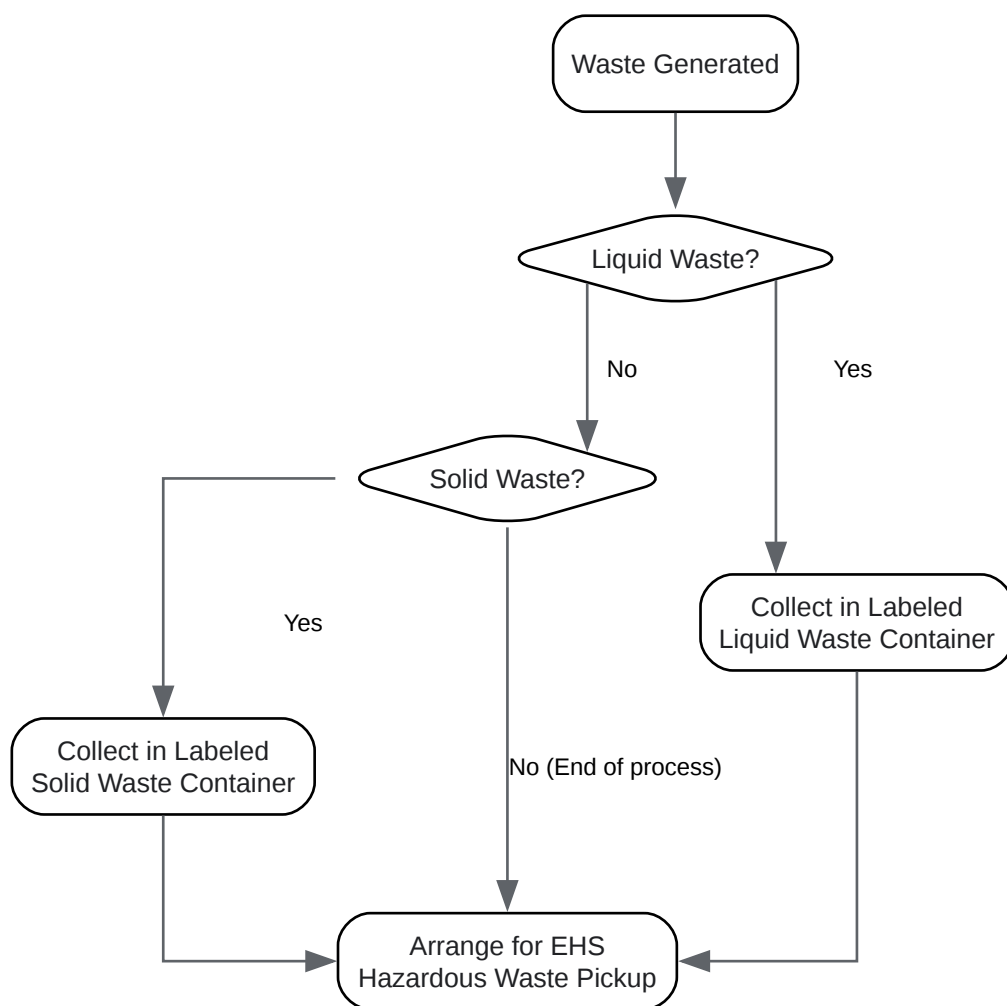 Waste Generated
Liquid Waste?
No
Yes
Solid Waste?
Yes
Collect in Labeled
Liquid Waste Container
Collect in Labeled
Solid Waste Container
No (End of process)
Arrange for EHS
Hazardous Waste Pickup